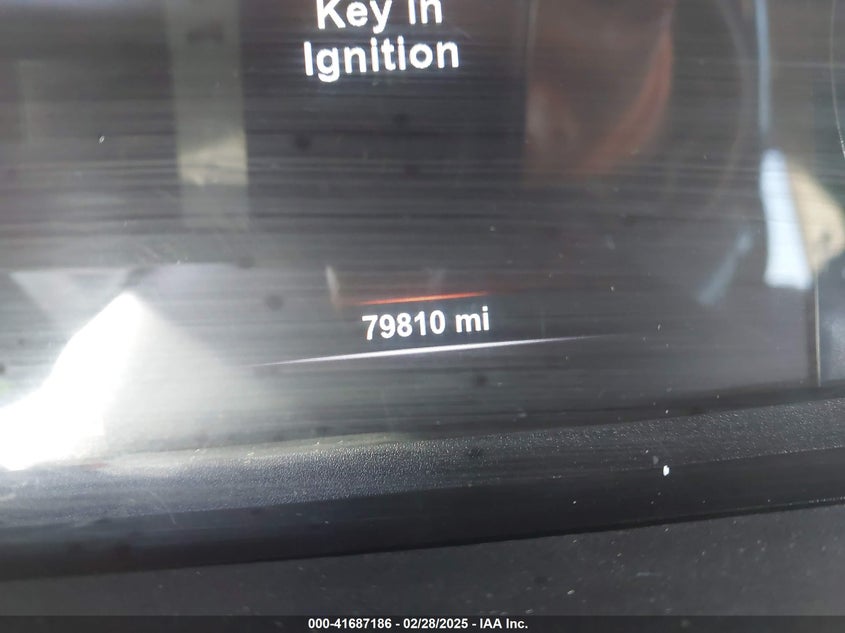 Key in
Ignition
79810 mi
000-41687186 - 02/28/2025 - IAA Inc.